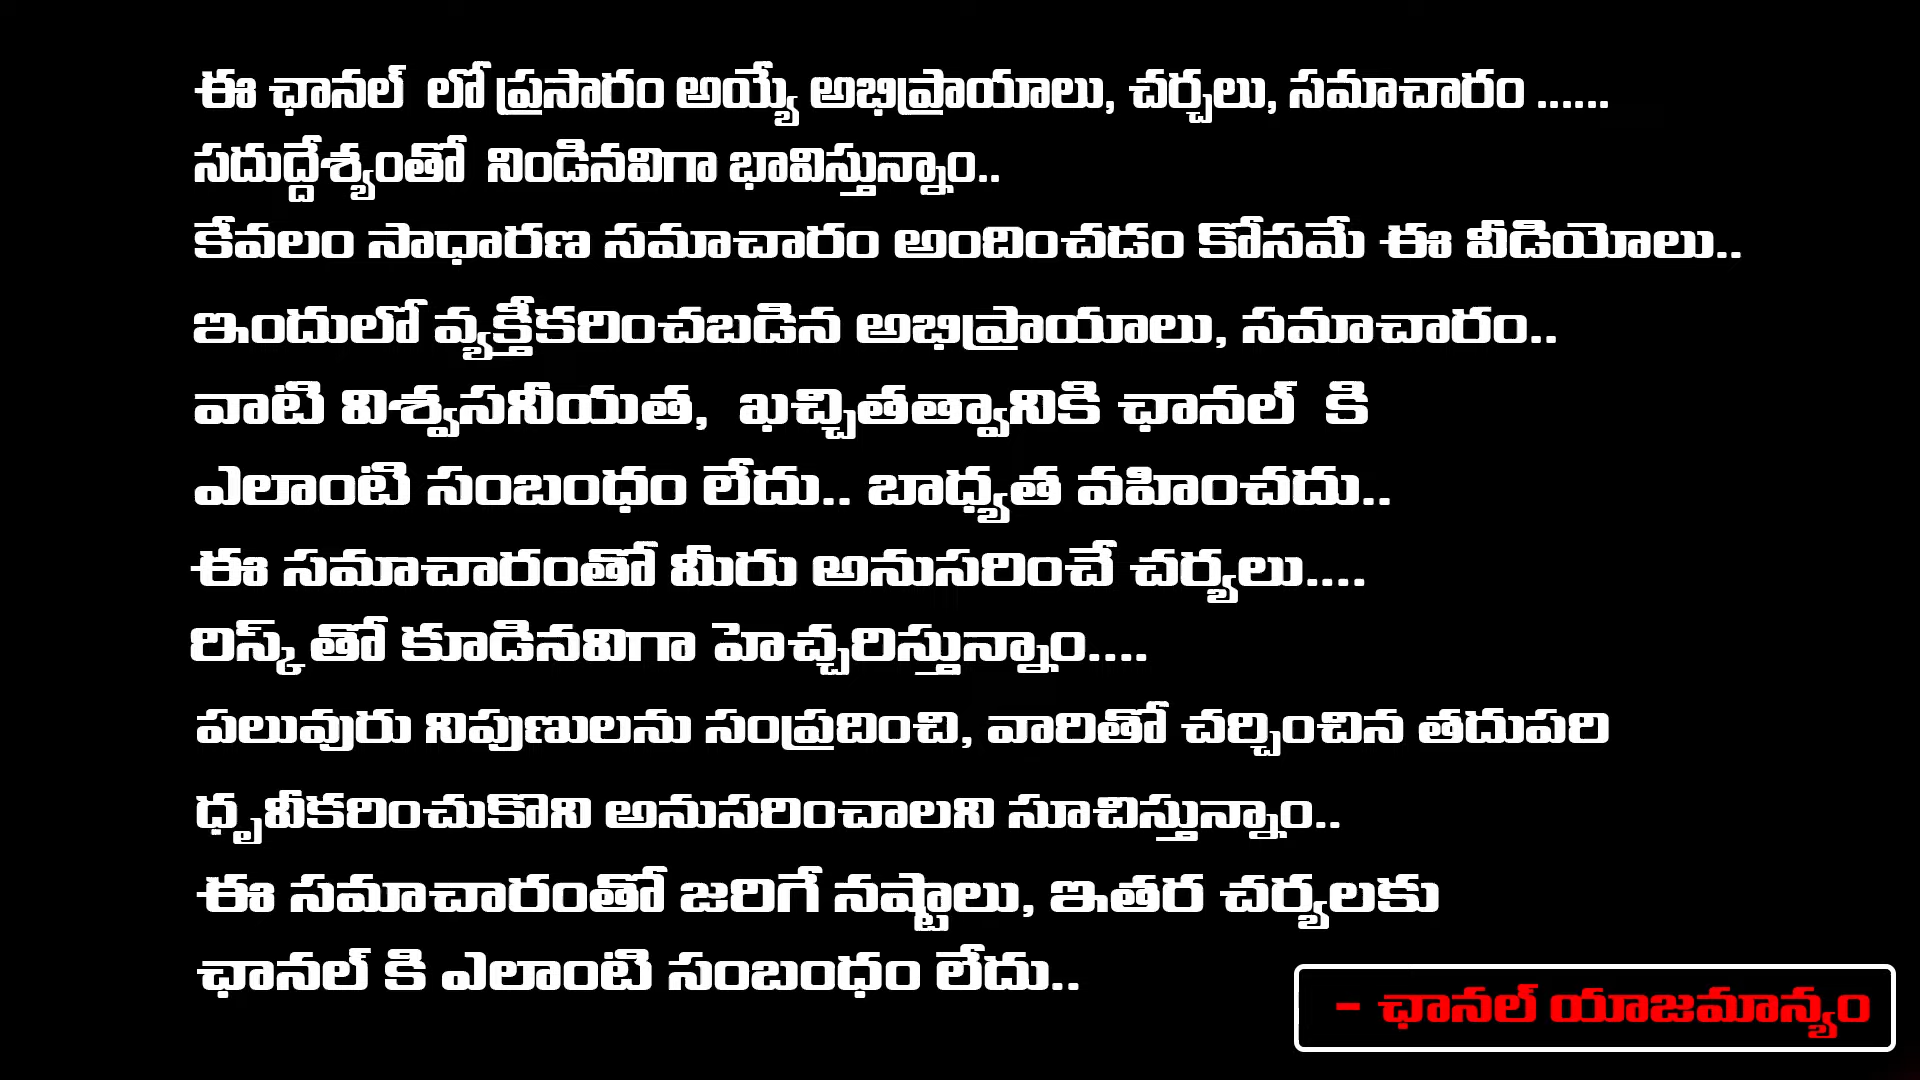 ఈ ఛానల్ లో ప్రసారం అయ్యే అభిప్రాయాలు, చర్చలు, సమాచారం ......
సదుద్దేశ్యంతో నిండినవిగా భావిస్తున్నాం..
కేవలం సాధారణ సమాచారం అందించడం కోసమే ఈ వీడియోలు..
ఇందులో వ్యక్తీకరించబడిన అభిప్రాయాలు, సమాచారం..
వాటి విశ్వసనీయత, ఖచ్చితత్వానికి ఛానల్ కి
ఎలాంటి సంబంధం లేదు.. బాధ్యత వహించదు..
ఈ సమాచారంతో మీరు అనుసరించే చర్యలు....
రిస్క్ తో కూడినవిగా హెచ్చరిస్తున్నాం....
పలువురు నిపుణులను సంప్రదించి, వారితో చర్చించిన తదుపరి
ధృవీకరించుకొని అనుసరించాలని సూచిస్తున్నాం..
ఈ సమాచారంతో జరిగే నష్టాలు, ఇతర చర్యలకు
ఛానల్ కి ఎలాంటి సంబంధం లేదు..
- ఛానల్ యాజమాన్యం